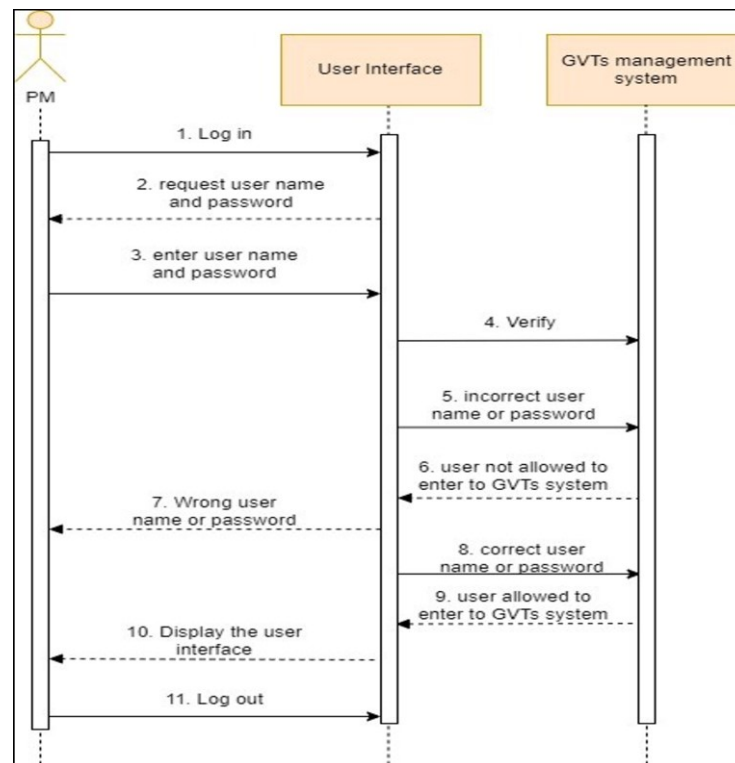 PM
User Interface
GVTs management
system
1. Log in
2. request user name
and password
3. enter user name
and password
4. Verify
5. incorrect user
name or password
6. user not allowed to
enter to GVTs system
7. Wrong user
name or password
8. correct user
name or password
9. user allowed to
enter to GVTs system
10. Display the user
interface
11. Log out